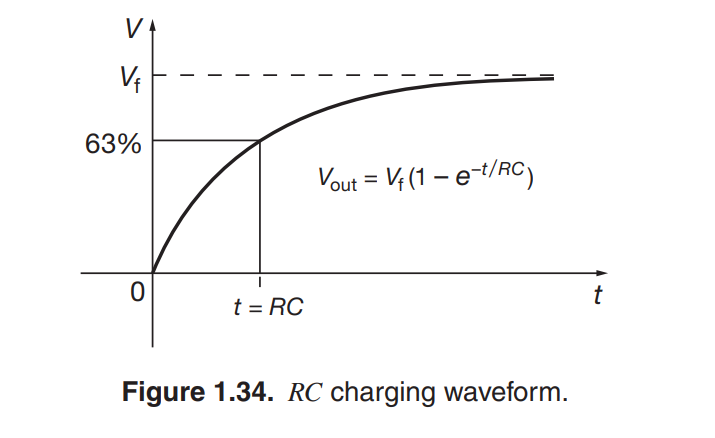 V
Vf
63%
Vout = Vf (1 – e–t/RC)
0
t = RC
t
Figure 1.34. RC charging waveform.